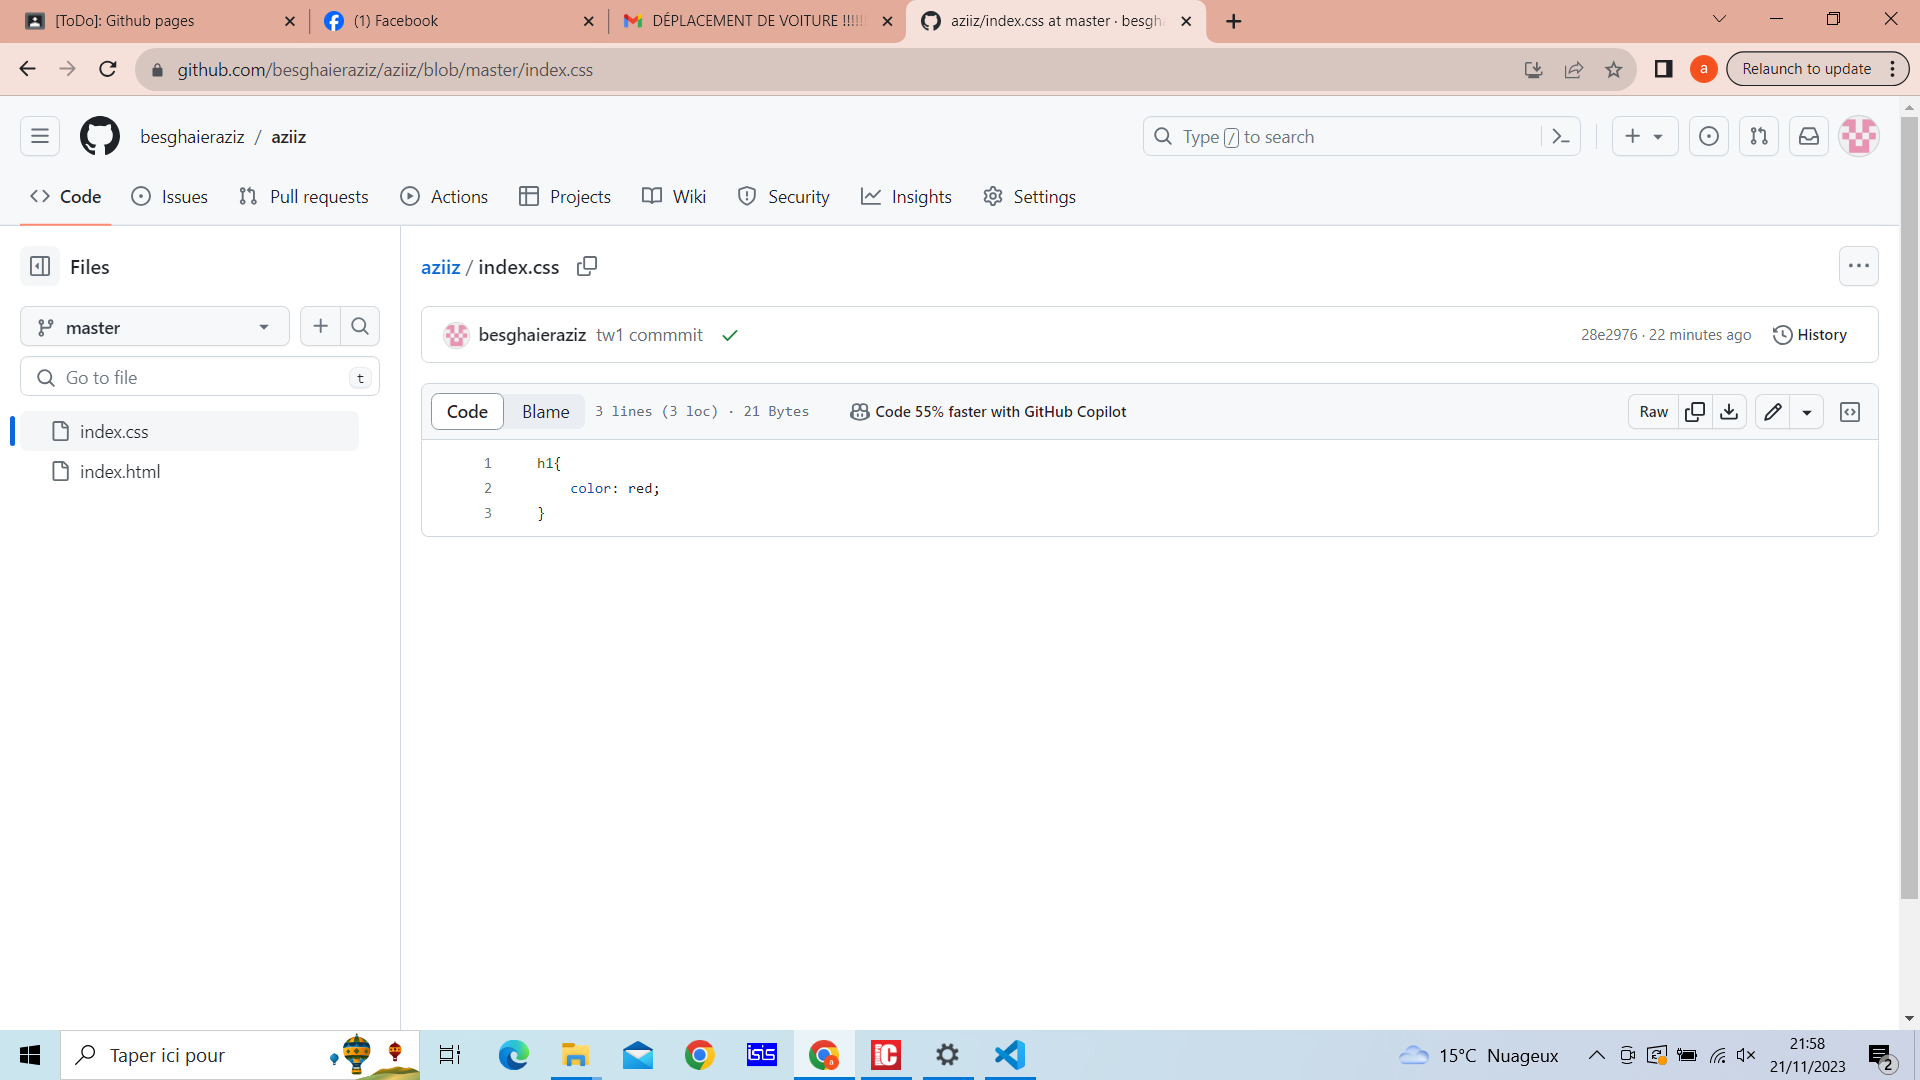 [ToDo]: Github pages
(1) Facebook
DÉPLACEMENT DE VOITURE !!!!!
aziiz/index.css at master · besgha
github.com/besghaieraziz/aziiz/blob/master/index.css
a
Relaunch to update
besghaieraziz / aziiz
Type / to search
Code
Issues
Pull requests
Actions
Projects
Wiki
Security
Insights
Settings
Files
master
Go to file
t
index.css
index.html
aziiz / index.css
besghaieraziz tw1 commmit
28e2976 · 22 minutes ago
History
Code
Blame
3 lines (3 loc) · 21 Bytes
Code 55% faster with GitHub Copilot
Raw
1 h1{
2 color: red;
3 }
Taper ici pour
isis
a
15°C Nuageux
21:58
21/11/2023
2